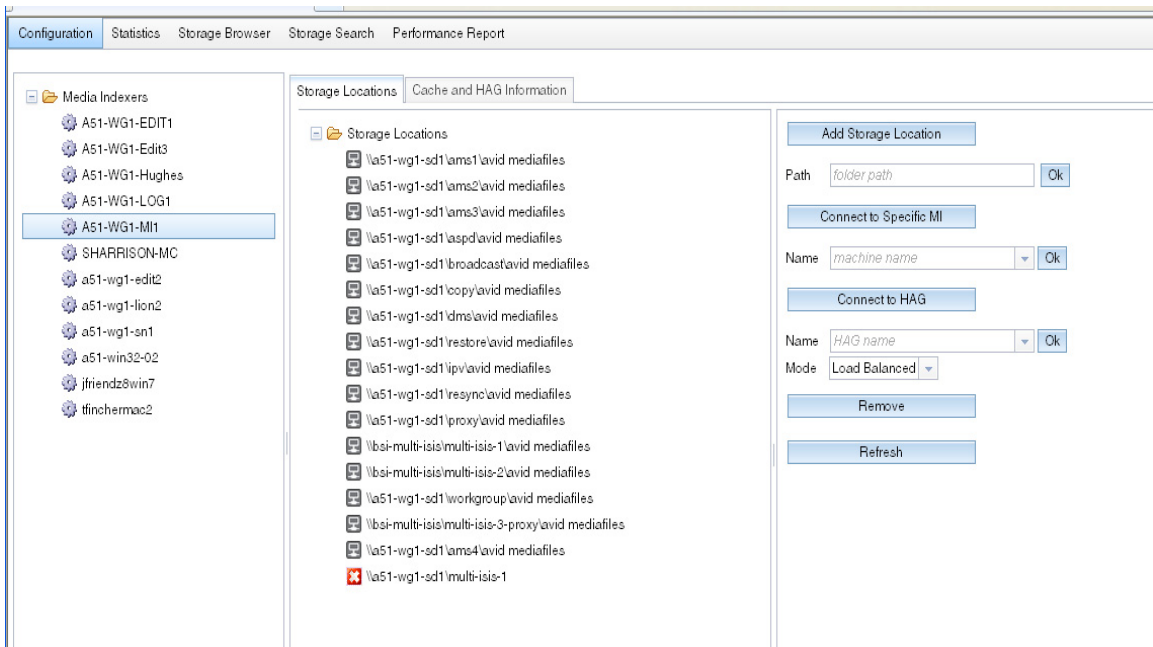 Configuration Statistics Storage Browser Storage Search Performance Report
Media Indexers
A51-WG1-EDIT1
A51-WG1-Edit3
A51-WG1-Hughes
A51-WG1-LOG1
A51-WG1-MI1
SHARRISON-MC
a51-wg1-edit2
a51-wg1-lion2
a51-wg1-sn1
a51-win32-02
jfriendz8win7
tfinchermac2
Storage Locations Cache and HAG Information
Storage Locations
\\a51-wg1-sd1\ams1\avid mediafiles
\\a51-wg1-sd1\ams2\avid mediafiles
\\a51-wg1-sd1\ams3\avid mediafiles
\\a51-wg1-sd1\aspd\avid mediafiles
\\a51-wg1-sd1\broadcast\avid mediafiles
\\a51-wg1-sd1\copy\avid mediafiles
\\a51-wg1-sd1\dms\avid mediafiles
\\a51-wg1-sd1\restore\avid mediafiles
\\a51-wg1-sd1\ipv\avid mediafiles
\\a51-wg1-sd1\resync\avid mediafiles
\\a51-wg1-sd1\proxy\avid mediafiles
\\bsi-multi-isis\multi-isis-1\avid mediafiles
\\bsi-multi-isis\multi-isis-2\avid mediafiles
\\a51-wg1-sd1\workgroup\avid mediafiles
\\bsi-multi-isis\multi-isis-3-proxy\avid mediafiles
\\a51-wg1-sd1\ams4\avid mediafiles
\\a51-wg1-sd1\multi-isis-1
Add Storage Location
Path folder path Ok
Connect to Specific MI
Name machine name Ok
Connect to HAG
Name HAG name Ok
Mode Load Balanced
Remove
Refresh